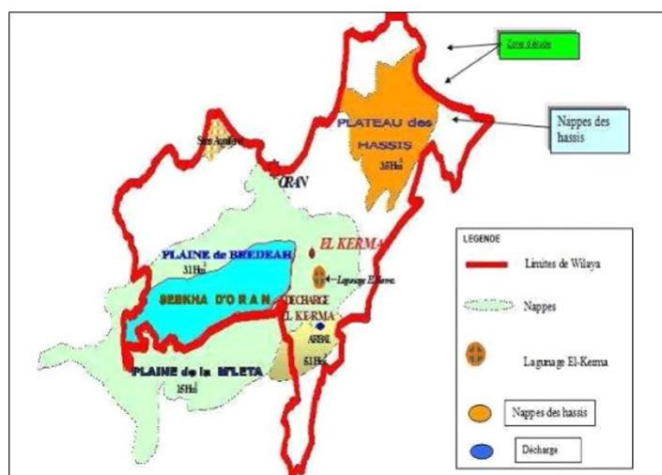 Zone d'étude
Nappes des
hassis
PLATEAU des
HASSIS
ORAN
PLAINE de BREDEAH
EL KERMA
Lagunage El-kerma
SEBKHA D'ORAN
DECHARGE
EL KERMA
ARBAL
PLAINE de la M'LETA
LEGENDE
Limites de Wilaya
Nappes
Lagunage El-Kerma
Nappes des hassis
Décharge